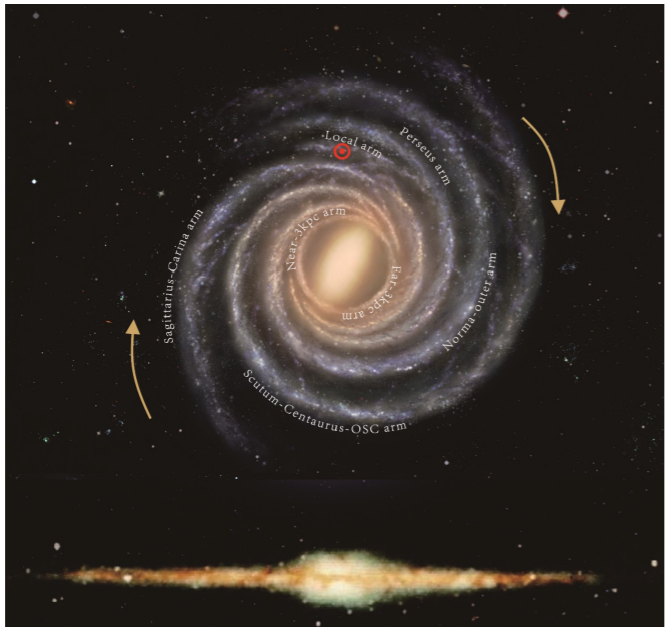 Local arm
Perseus arm
Near-3kpc arm
Sagittarius-Carina arm
Far-3kpc arm
Norma-outer arm
Scutum-Centaurus-OSC arm